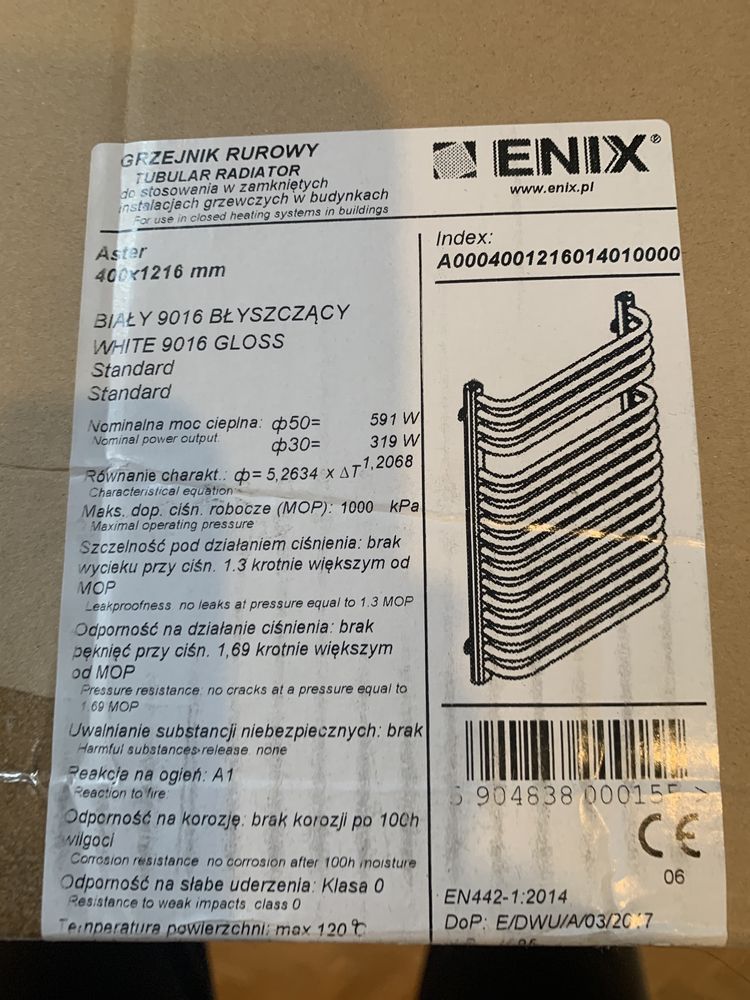 GRZEJNIK RUROWY
TUBULAR RADIATOR
do stosowania w zamkniętych
instalacjach grzewczych w budynkach
For use in closed heating systems in buildings
ENIX®
www.enix.pl
Aster
400x1216 mm
Index:
A0004001216014010000
BIAŁY 9016 BŁYSZCZĄCY
WHITE 9016 GLOSS
Standard
Standard
Nominalna moc cieplna: ф50= 591 W
Nominal power output. ф30= 319 W
Równanie charakt.: ф= 5,2634 x ΔT^1,2068
Characteristical equation
Maks. dop. ciśn. robocze (MOP): 1000 kPa
Maximal operating pressure
Szczelność pod działaniem ciśnienia: brak
wycieku przy ciśn. 1.3 krotnie większym od
MOP
Leakproofness: no leaks at pressure equal to 1.3 MOP
Odporność na działanie ciśnienia: brak
pęknięć przy ciśn. 1,69 krotnie większym
od MOP
Pressure resistance: no cracks at a pressure equal to
1.69 MOP
Uwalnianie substancji niebezpiecznych: brak
Harmful substances release: none
Reakcja na ogień: A1
Reaction to fire:
Odporność na korozję: brak korozji po 100h
wilgoci
Corrosion resistance: no corrosion after 100h moisture
Odporność na słabe uderzenia: Klasa 0
Resistance to weak impacts, class 0
Temperatura powierzchni: max 120°C
5 904838 000155 >
CE
06
EN442-1:2014
DoP: E/DWU/A/03/2017